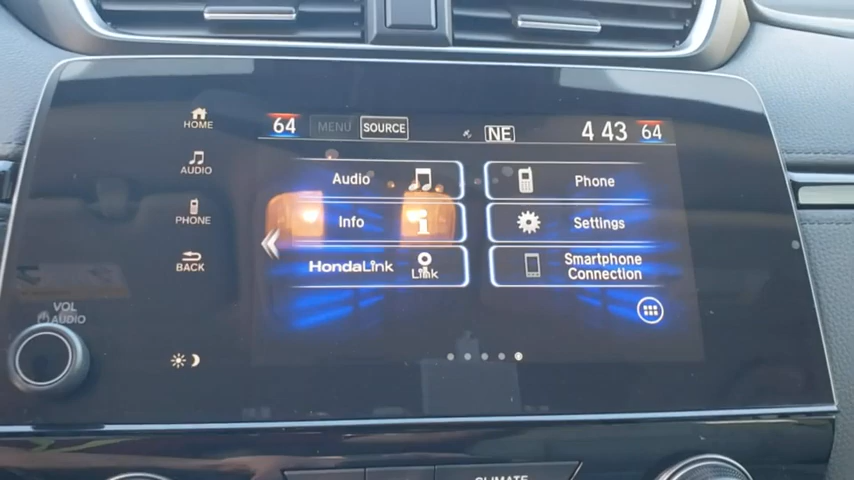 HOME
64 MENU SOURCE NE 4 43 64
AUDIO
Audio Phone
PHONE
Info Settings
BACK
HondaLink Link
Smartphone
Connection
VOL
AUDIO
CLIMATE